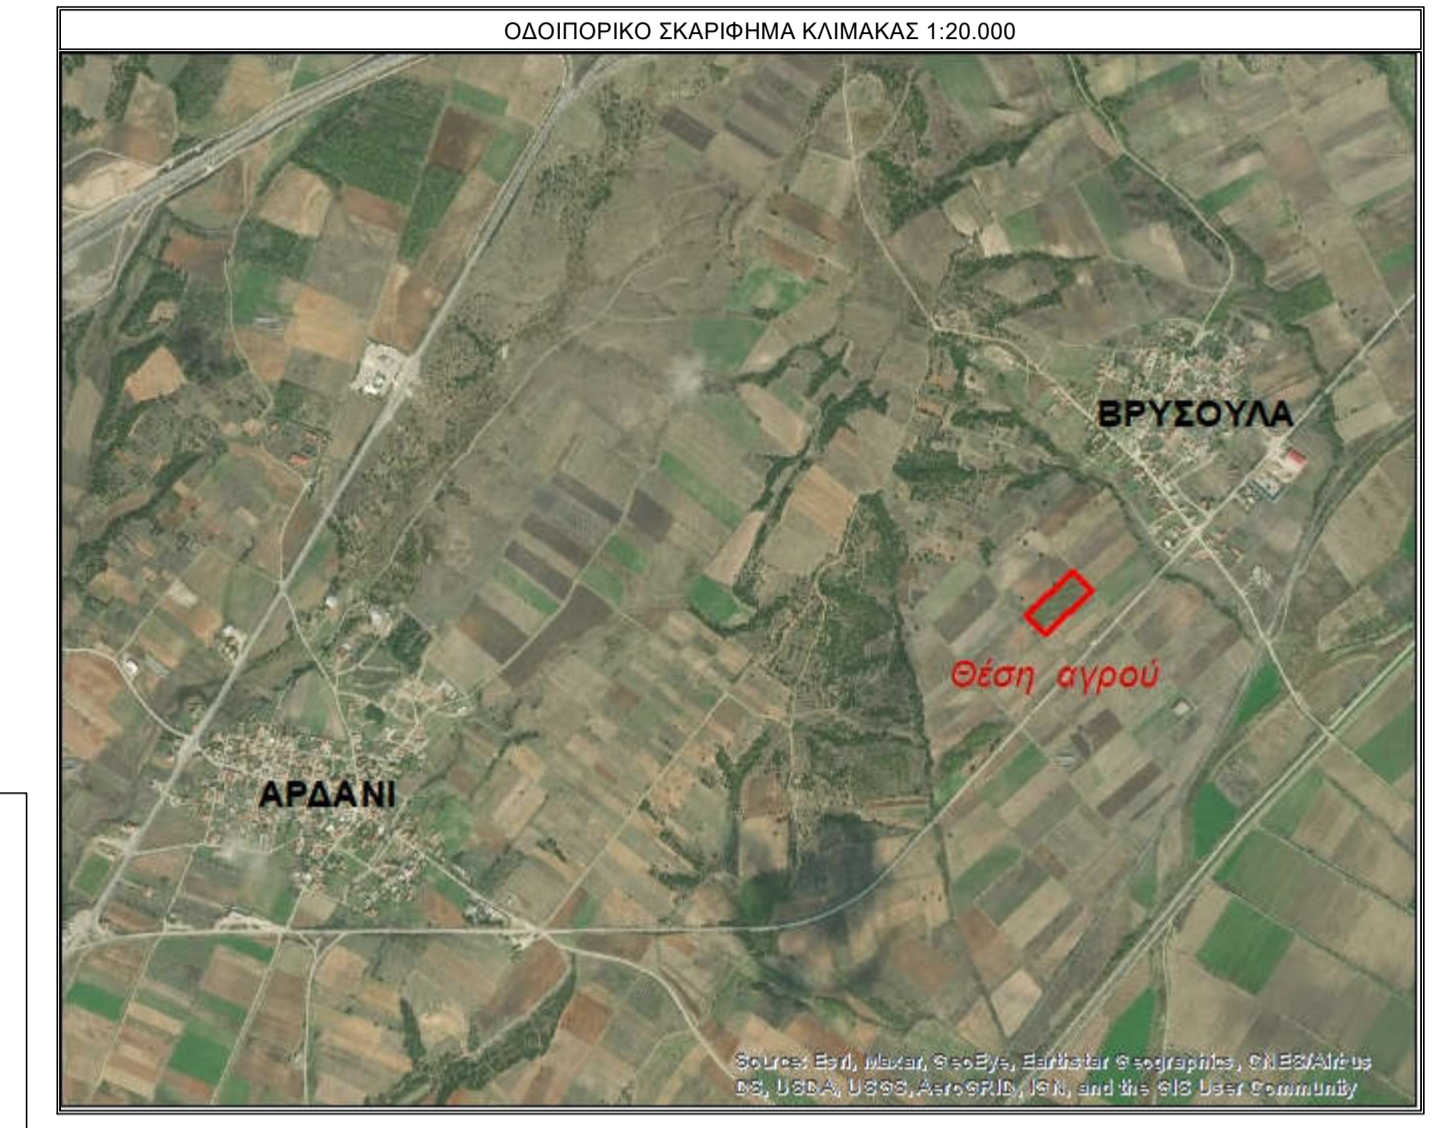 ΟΔΟΙΠΟΡΙΚΟ ΣΚΑΡΙΦΗΜΑ ΚΛΙΜΑΚΑΣ 1:20.000
ΒΡΥΣΟΥΛΑ
Θέση αγρού
ΑΡΔΑΝΙ
Source: Esri, Maxar, GeoEye, Earthstar Geographics, CNES/Airbus
DS, USDA, USGS, AeroGRID, IGN, and the GIS User Community